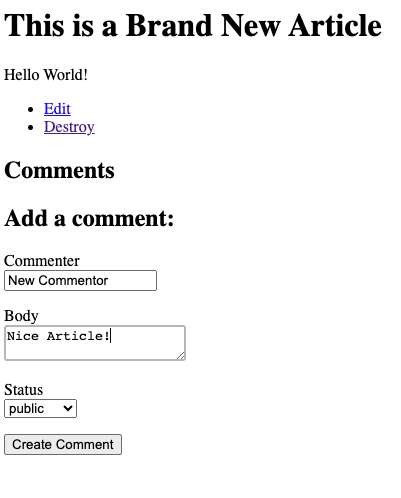 This is a Brand New Article
Hello World!
Edit
Destroy
Comments
Add a comment:
Commenter
New Commentor
Body
Nice Article!
Status
public
Create Comment